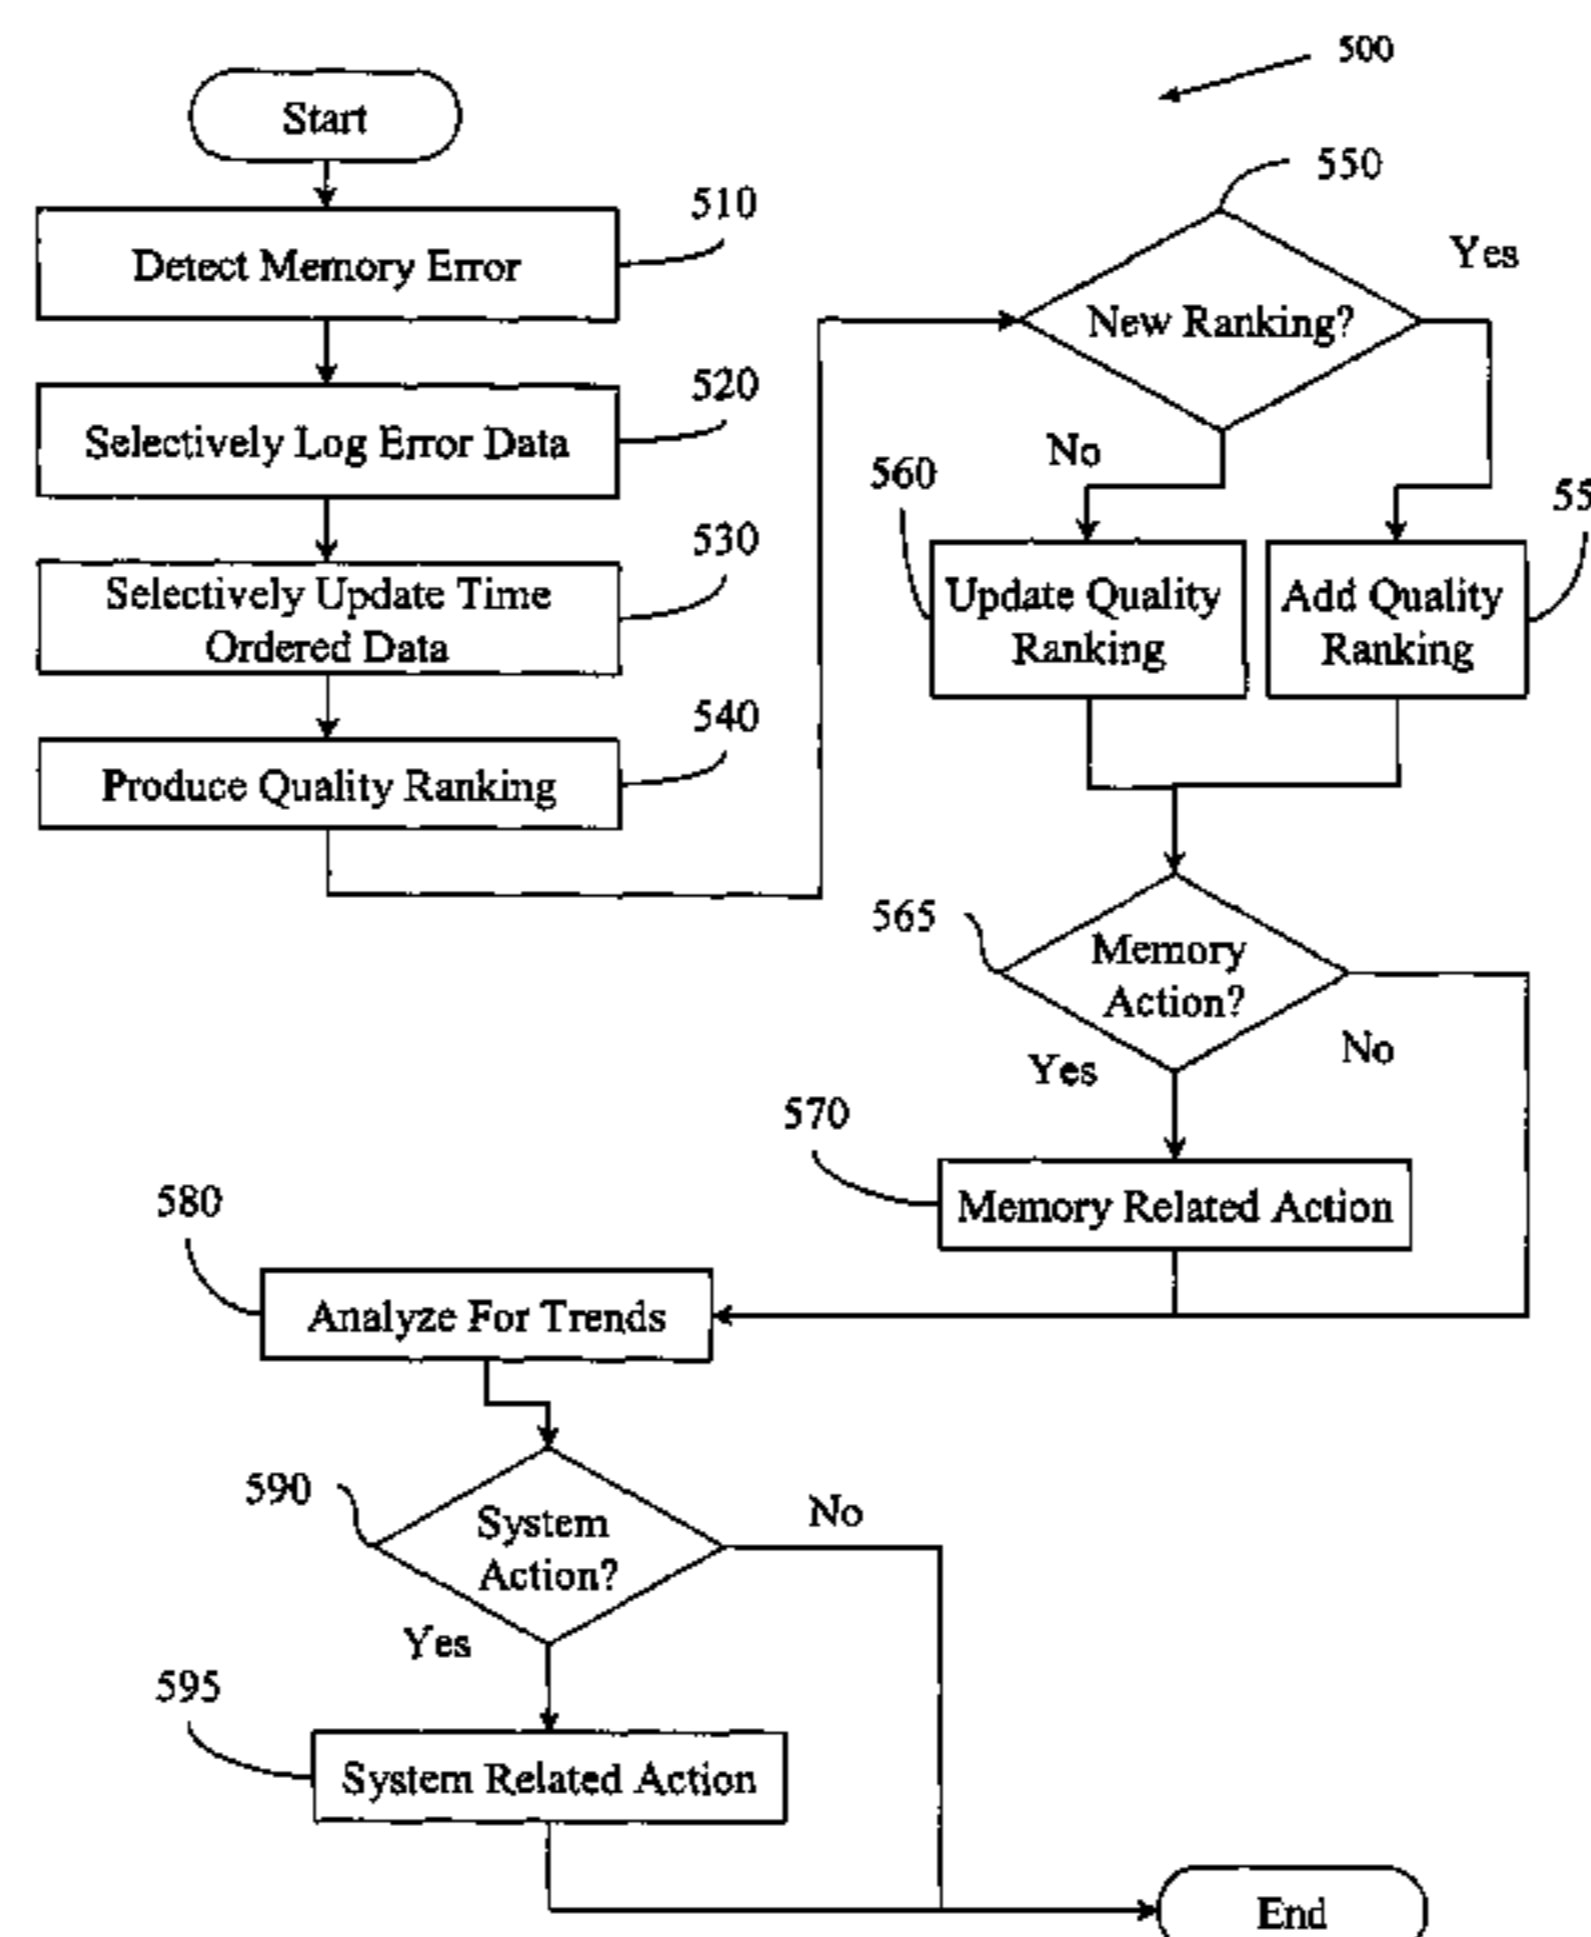 500
Start
510
Detect Memory Error
520
Selectively Log Error Data
530
Selectively Update Time
Ordered Data
540
Produce Quality Ranking
550
New Ranking?
Yes
No
560
Update Quality
Ranking
55
Add Quality
Ranking
565
Memory
Action?
Yes
No
570
Memory Related Action
580
Analyze For Trends
590
System
Action?
No
Yes
595
System Related Action
End